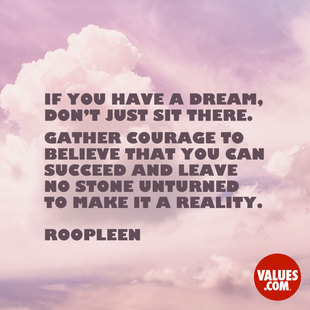 IF YOU HAVE A DREAM,
DON'T JUST SIT THERE.
GATHER COURAGE TO
BELIEVE THAT YOU CAN
SUCCEED AND LEAVE
NO STONE UNTURNED
TO MAKE IT A REALITY.
ROOPLEEN
VALUES
.COM